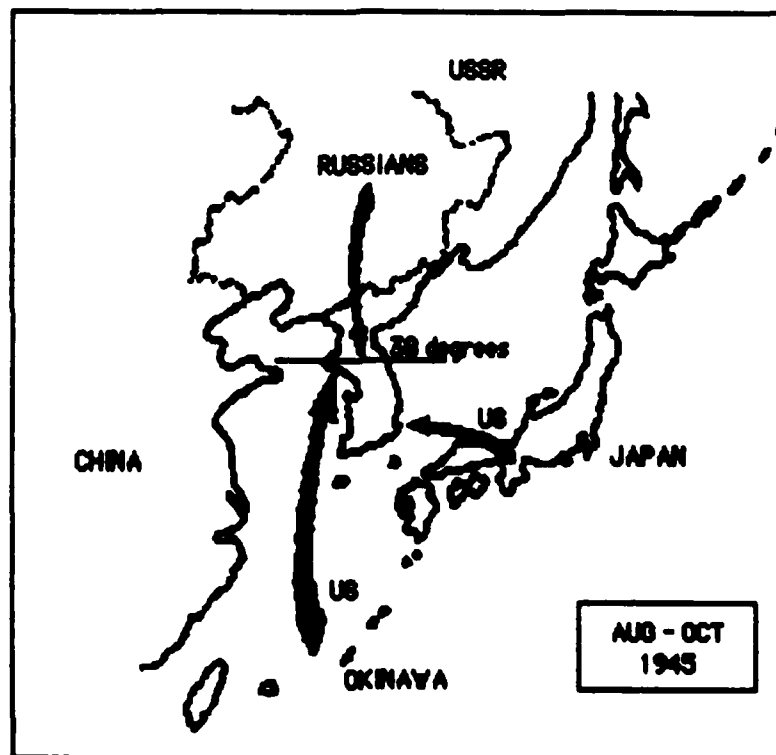 USSR
RUSSIANS
38 degrees
US
CHINA
JAPAN
US
OKINAWA
AUG - OCT
1945